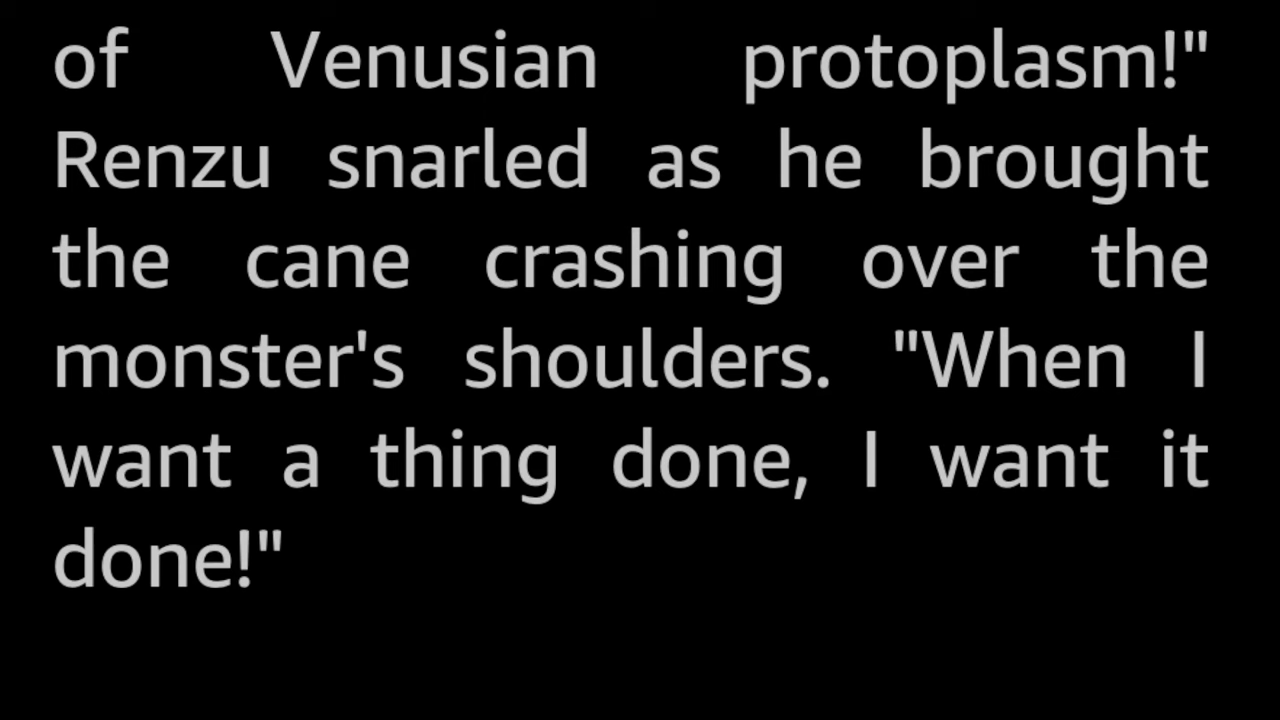 of Venusian protoplasm!"
Renzu snarled as he brought
the cane crashing over the
monster's shoulders. "When I
want a thing done, I want it
done!"